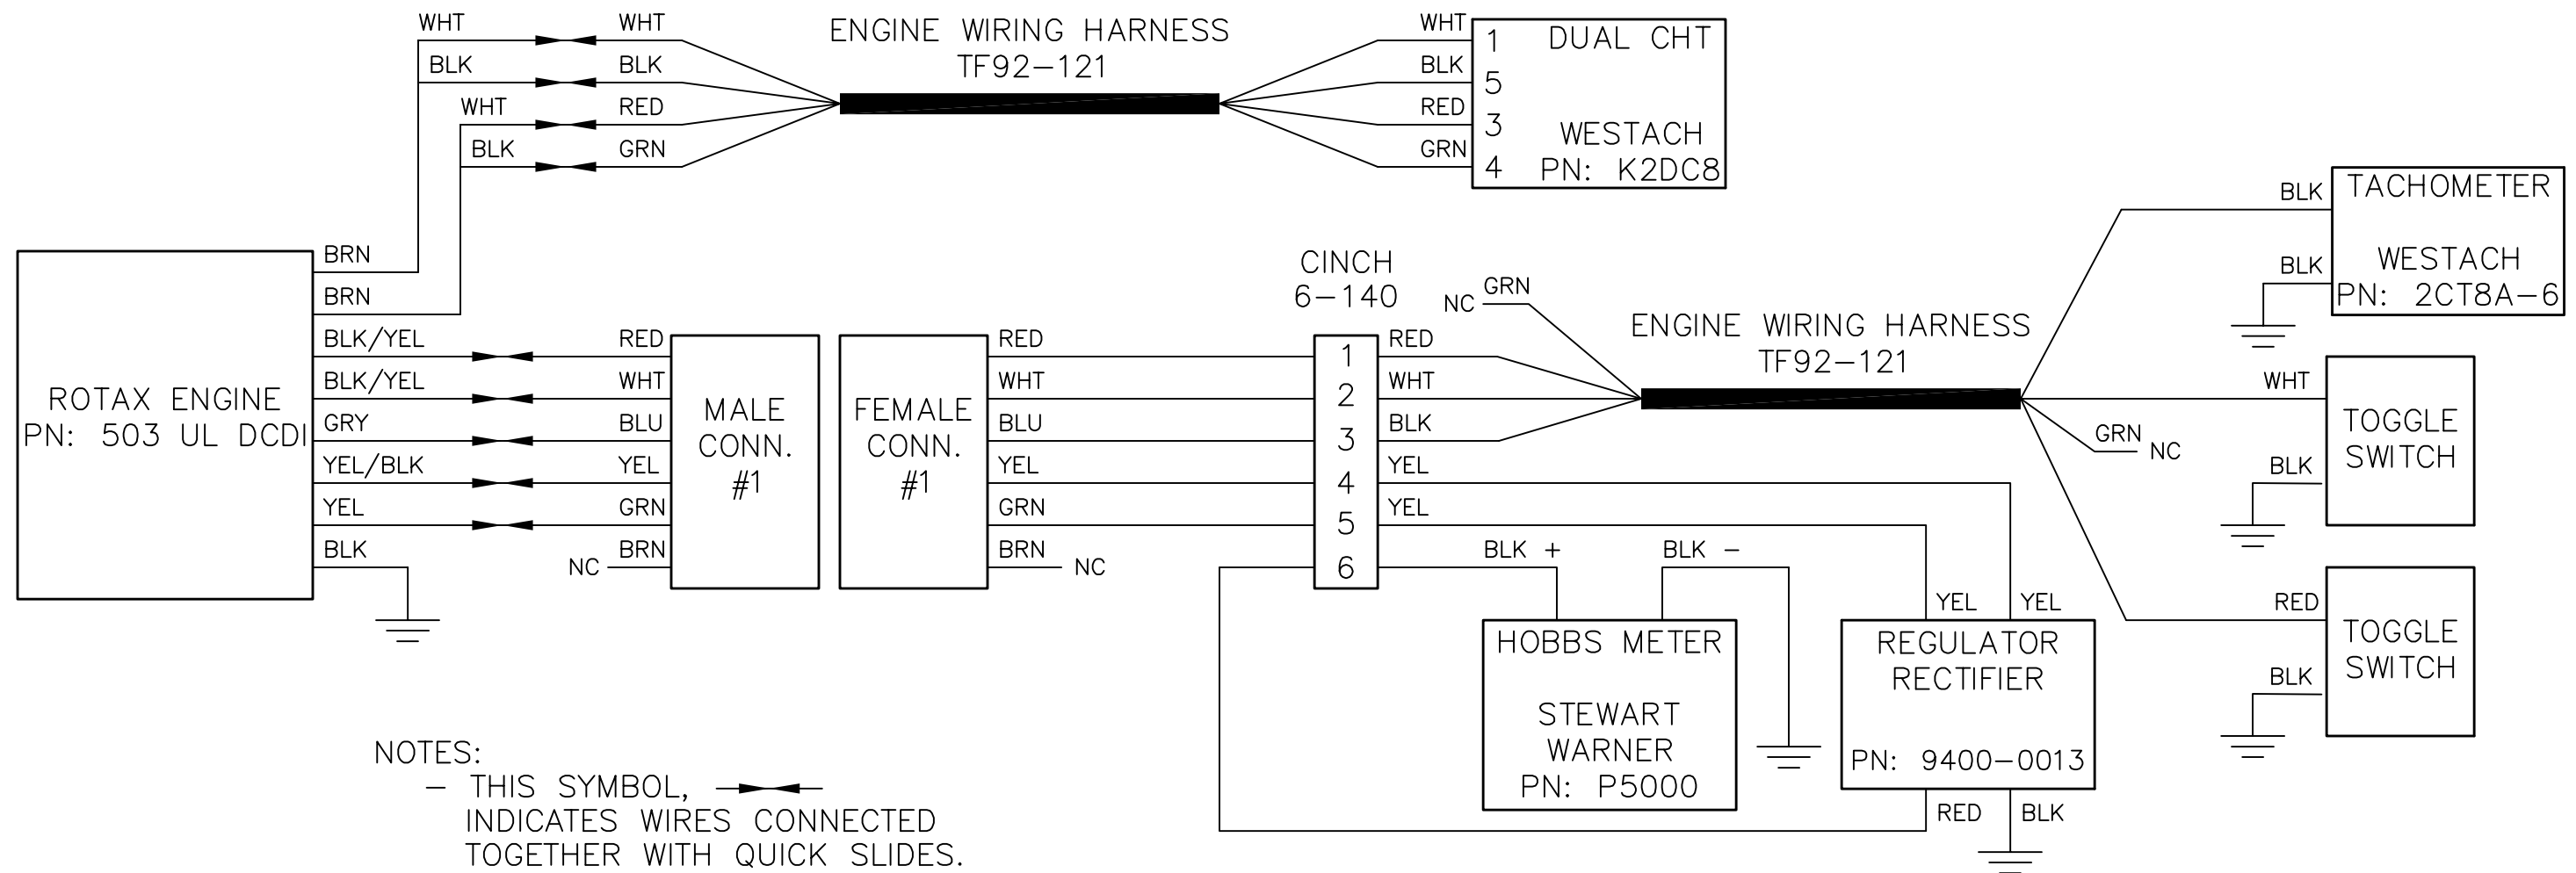 WHT
WHT
BLK
BLK
WHT
RED
BLK
GRN
ENGINE WIRING HARNESS
TF92-121
WHT
BLK
RED
GRN
1
5
3
4
DUAL CHT
WESTACH
PN: K2DC8
ROTAX ENGINE
PN: 503 UL DCDI
BRN
BRN
BLK/YEL
BLK/YEL
GRY
YEL/BLK
YEL
BLK
RED
WHT
BLU
YEL
GRN
BRN
NC
MALE
CONN.
#1
FEMALE
CONN.
#1
RED
WHT
BLU
YEL
GRN
BRN
NC
CINCH
6-140
1
2
3
4
5
6
RED
WHT
BLK
YEL
YEL
NC
GRN
ENGINE WIRING HARNESS
TF92-121
BLK
BLK
TACHOMETER
WESTACH
PN: 2CT8A-6
WHT
GRN
NC
BLK
TOGGLE
SWITCH
RED
BLK
TOGGLE
SWITCH
BLK +
BLK -
HOBBS METER
STEWART
WARNER
PN: P5000
YEL
YEL
REGULATOR
RECTIFIER
PN: 9400-0013
RED
BLK
NOTES:
- THIS SYMBOL,
INDICATES WIRES CONNECTED
TOGETHER WITH QUICK SLIDES.